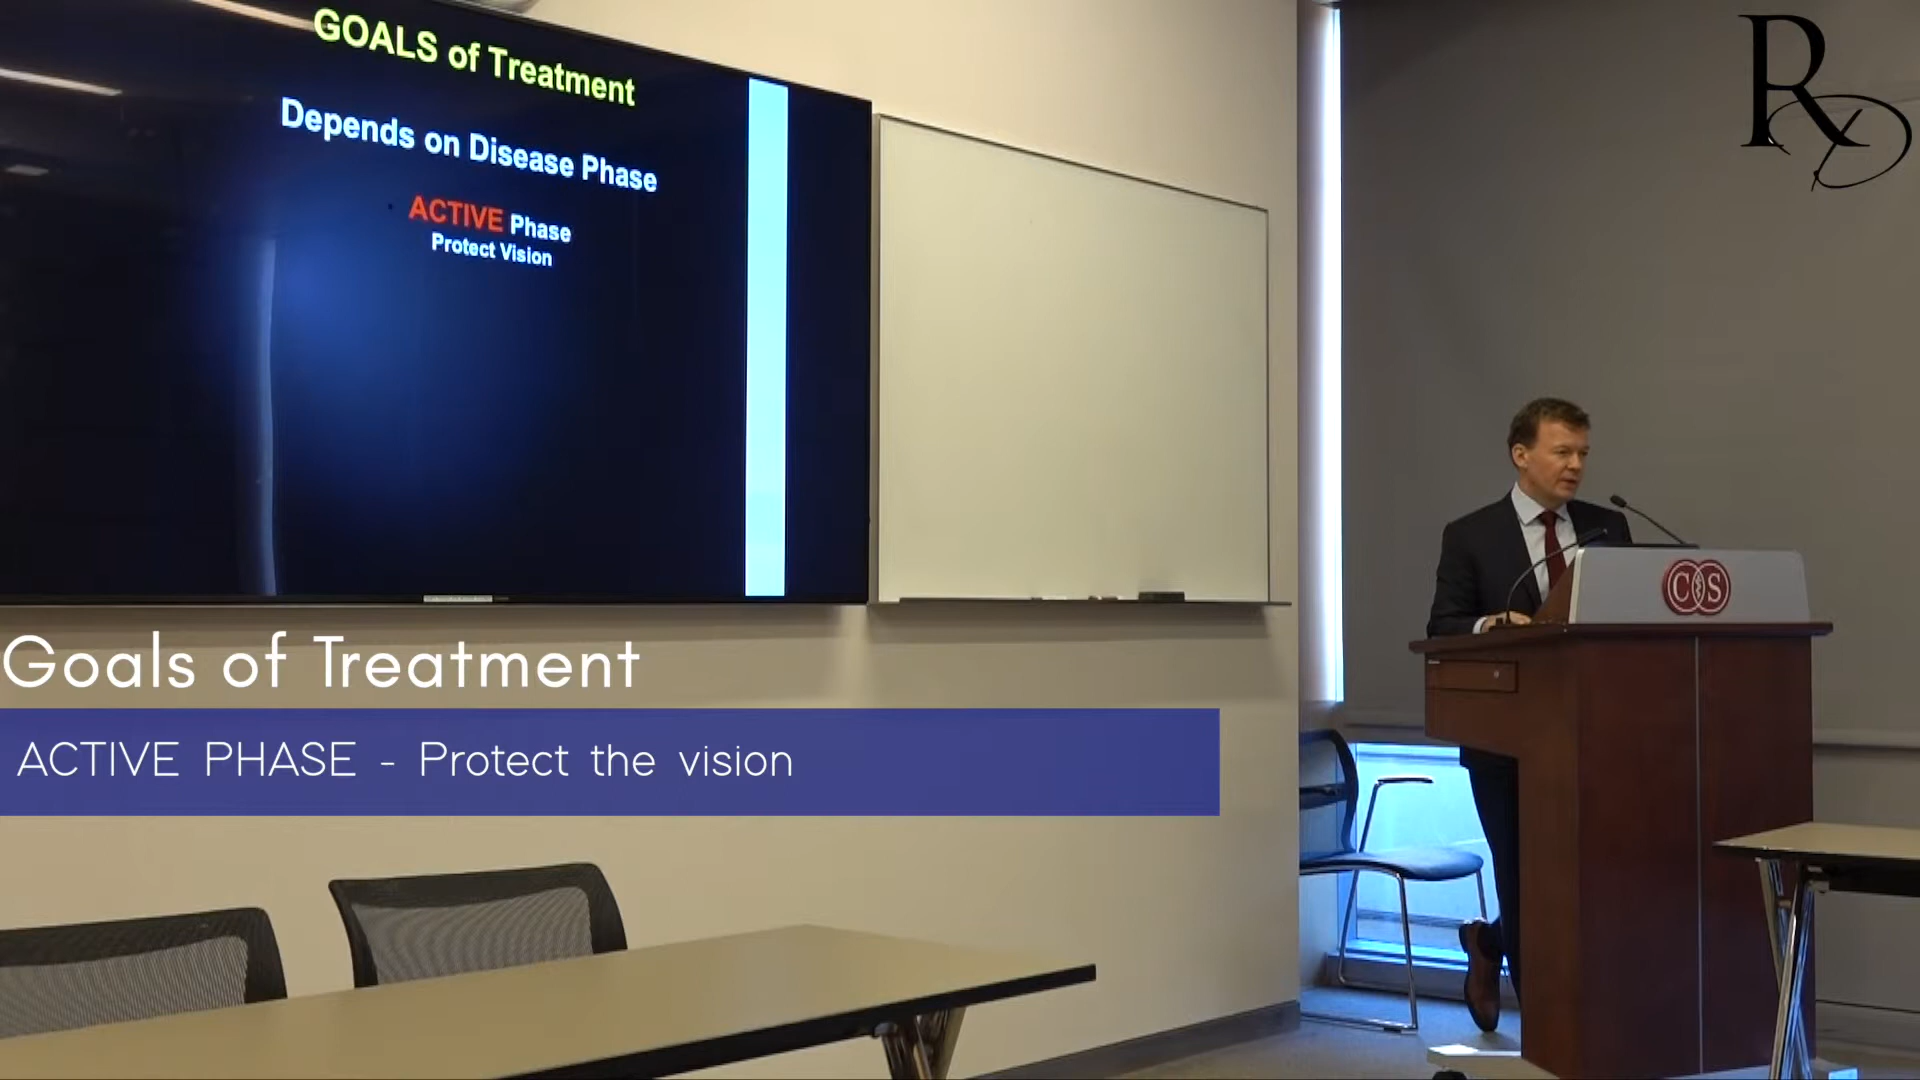 GOALS of Treatment
Depends on Disease Phase
ACTIVE Phase
Protect Vision
RD
CS
Goals of Treatment
ACTIVE PHASE - Protect the vision